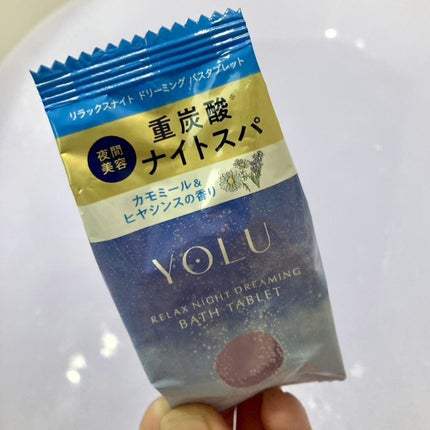 リラックスナイト ドリーミング バスタブレット
夜間
美容
重炭酸※
ナイトスパ
カモミール&
ヒヤシンスの香り
YOLU
RELAX NIGHT DREAMING
BATH TABLET